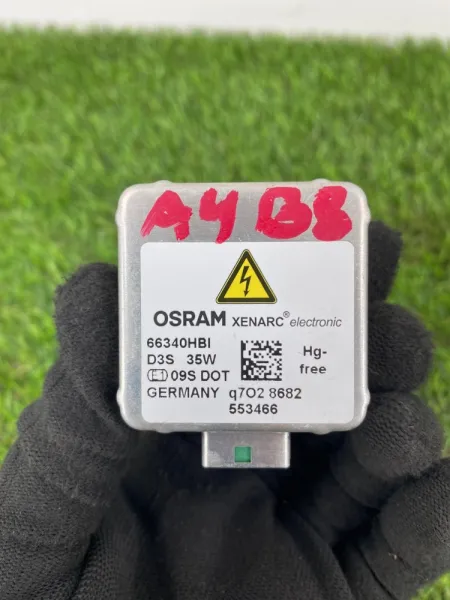 A4 B8
OSRAM XENARC® electronic
66340HBI
D3S 35W
09S DOT
Hg-
free
GERMANY q7O2 8682
553466